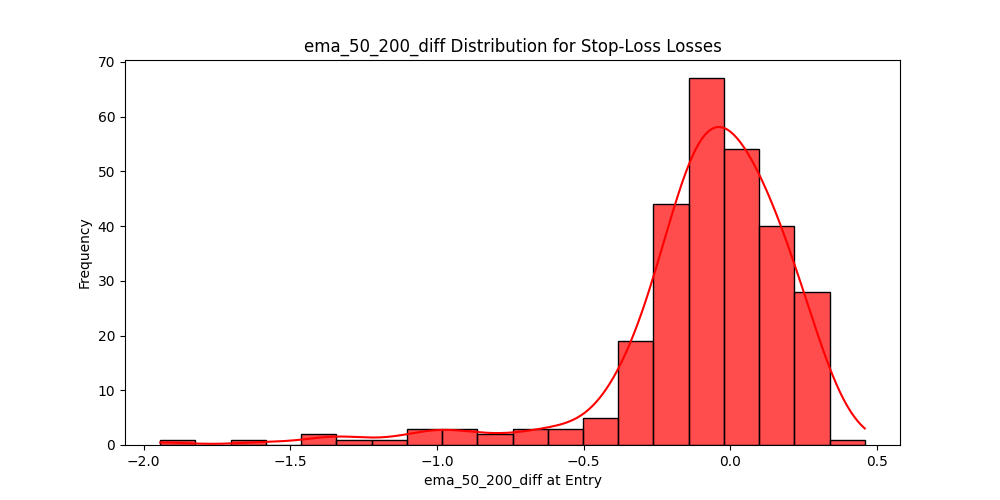 ema_50_200_diff Distribution for Stop-Loss Losses
Frequency
70
60
50
40
30
20
10
0
−2.0 −1.5 −1.0 −0.5 0.0 0.5
ema_50_200_diff at Entry